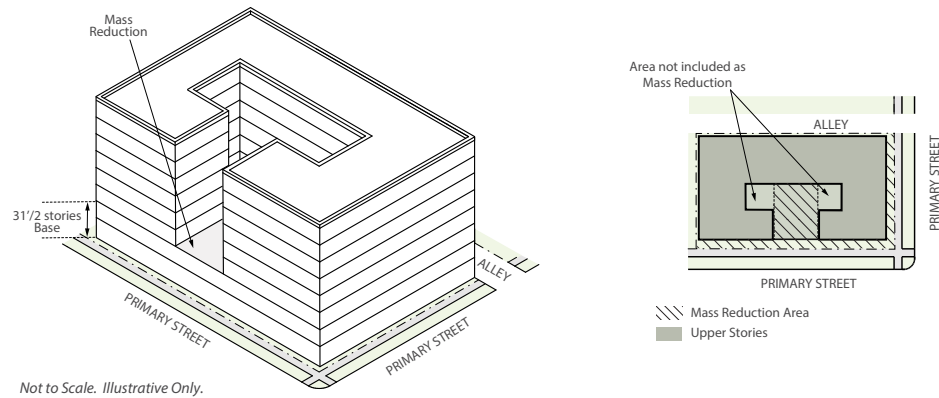 Mass
Reduction
31’/2 stories
Base
PRIMARY STREET
PRIMARY STREET
ALLEY
Not to Scale. Illustrative Only.
Area not included as
Mass Reduction
ALLEY
PRIMARY STREET
PRIMARY STREET
Mass Reduction Area
Upper Stories